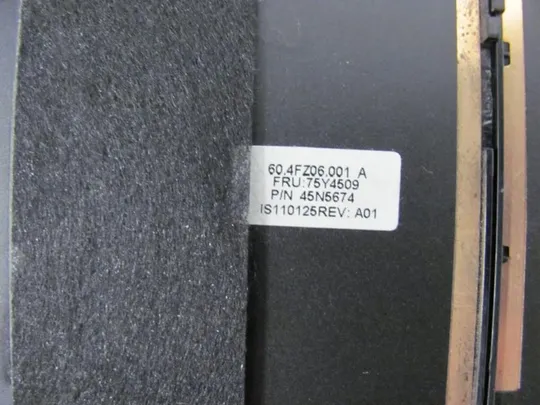 60.4FZ06.001 A
FRU:75Y4509
P/N 45N5674
IS110125REV: A01